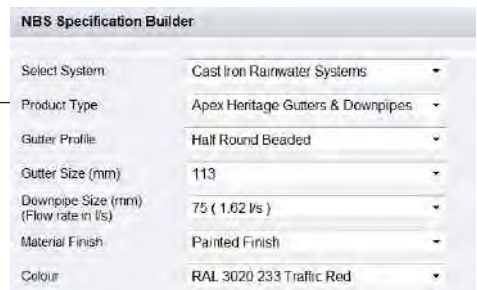 NBS Specification Builder
Select System Cast Iron Rainwater Systems
Product Type Apex Heritage Gutters & Downpipes
Gutter Profile Half Round Beaded
Gutter Size (mm) 113
Downpipe Size (mm)
(Flow rate in l/s) 75 ( 1.62 l/s )
Material Finish Painted Finish
Colour RAL 3020 233 Traffic Red